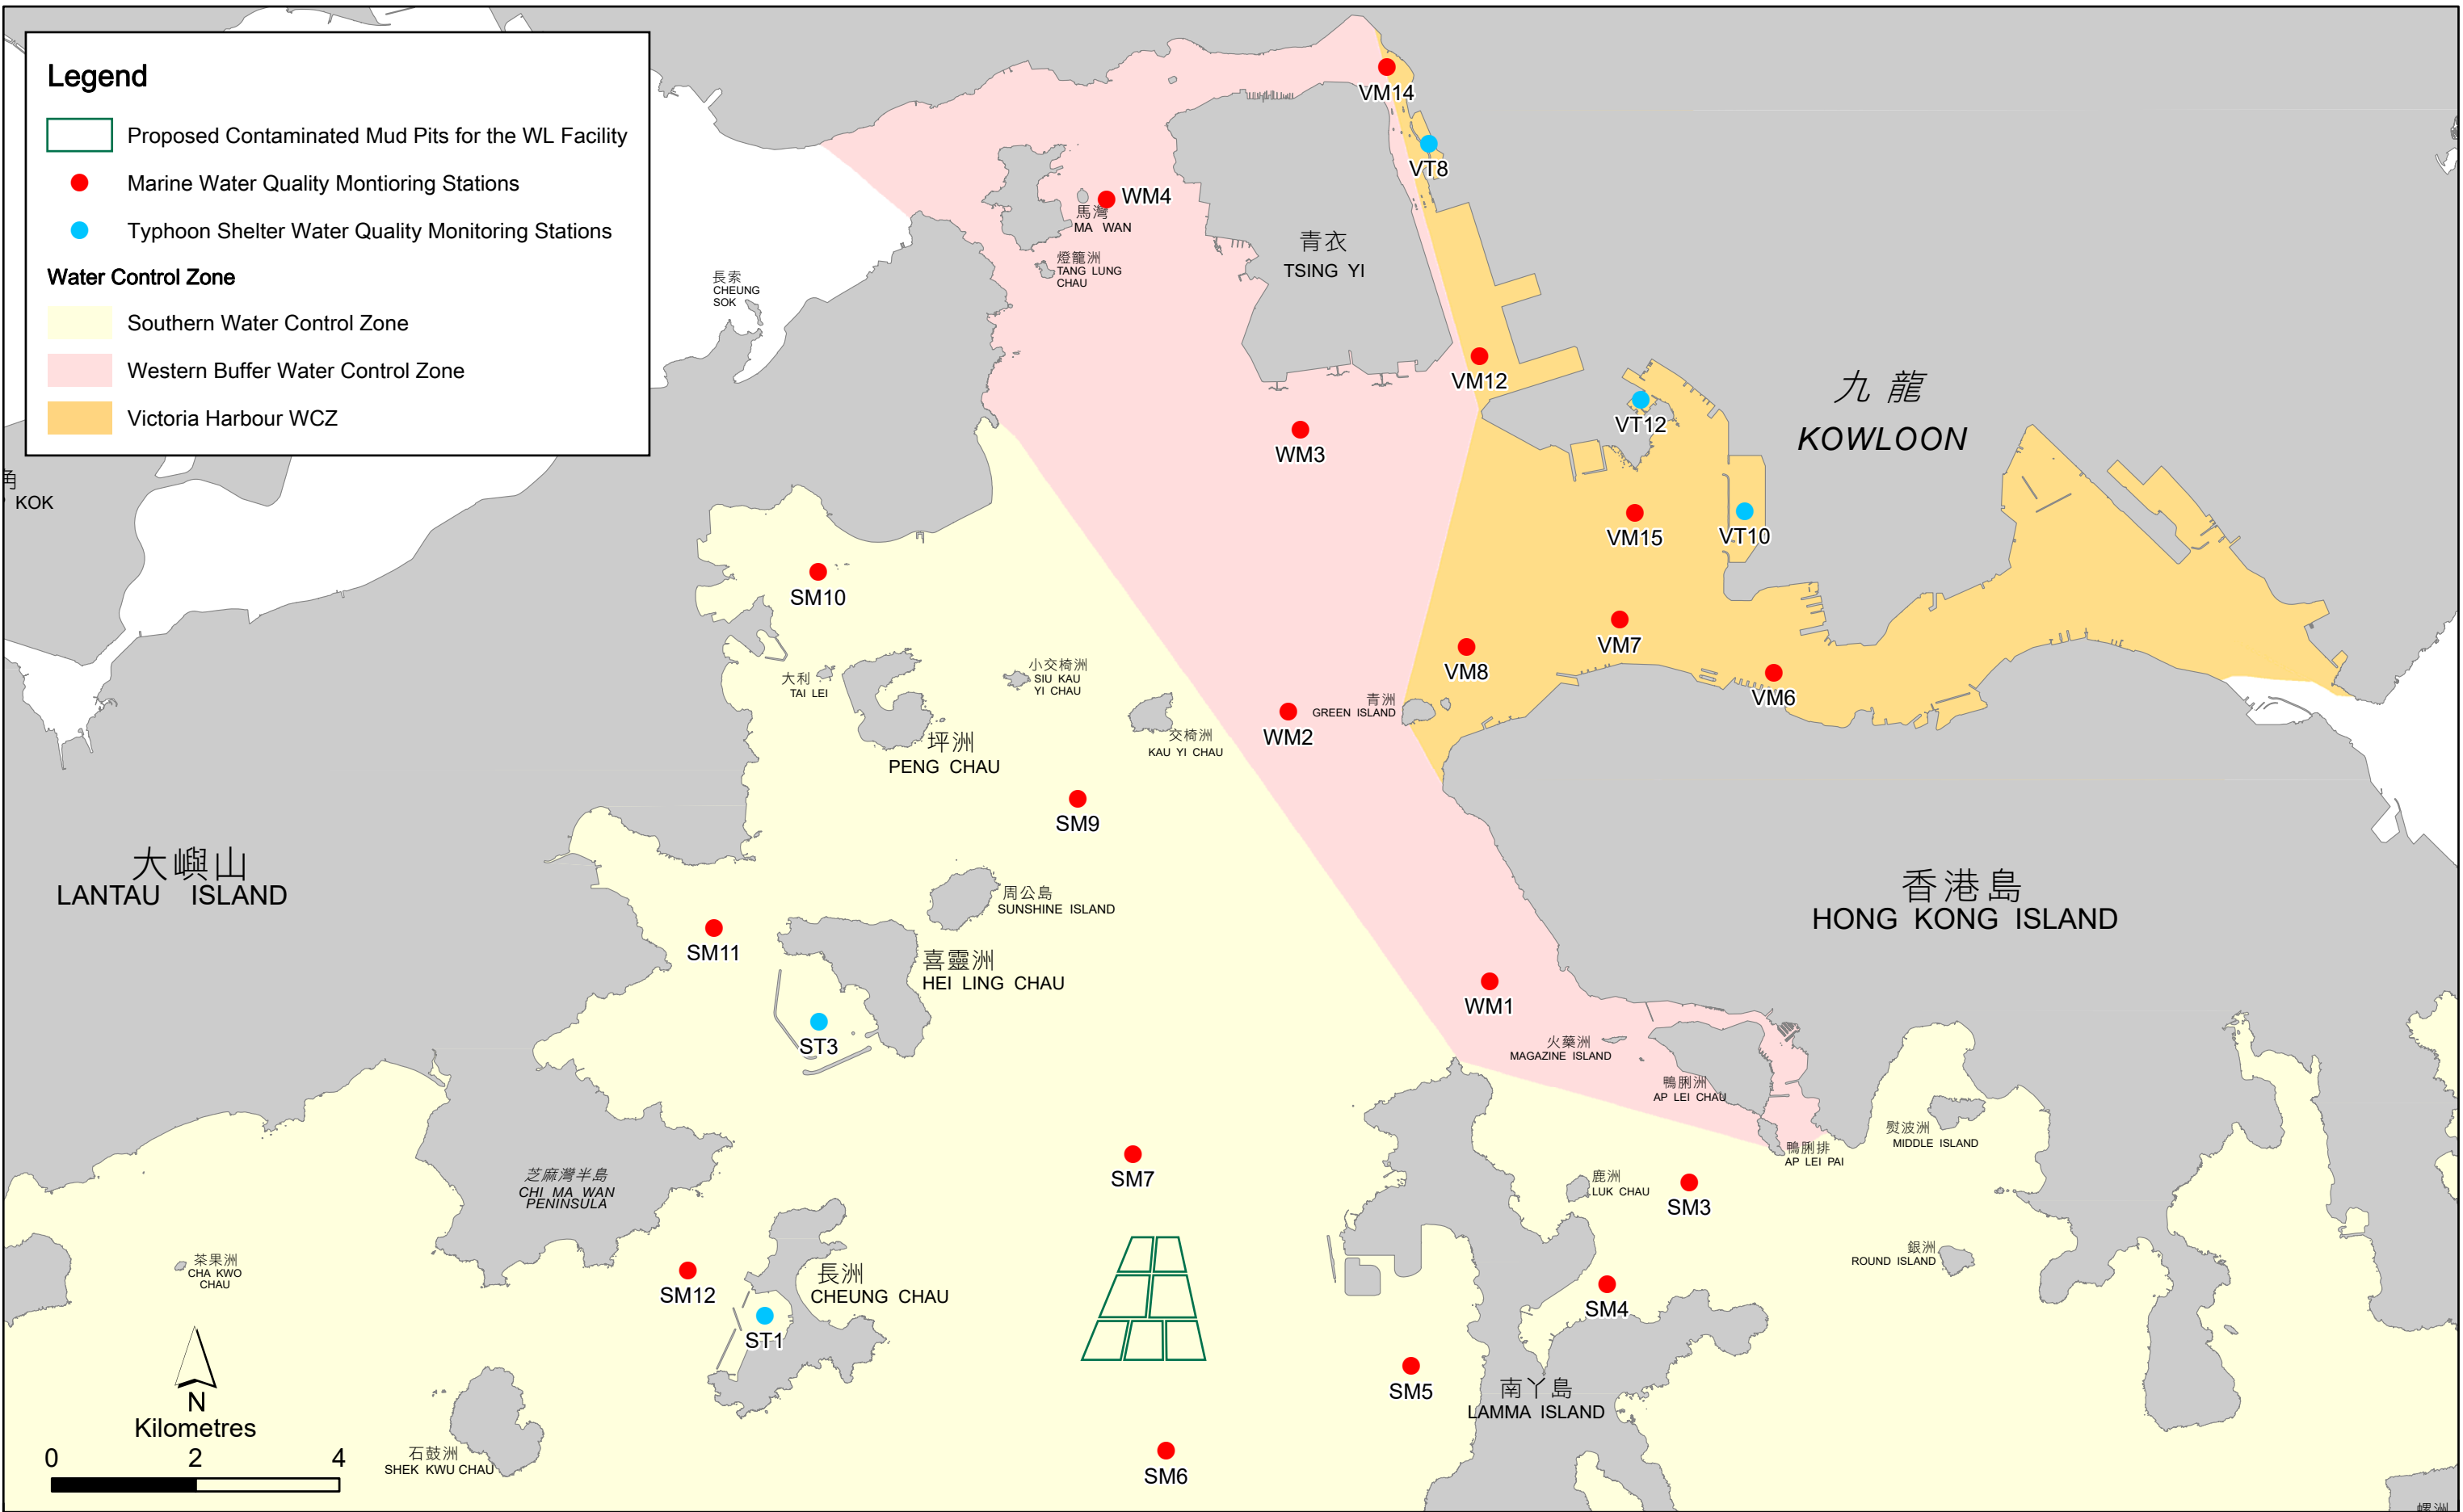 Legend
Proposed Contaminated Mud Pits for the WL Facility
Marine Water Quality Montioring Stations
Typhoon Shelter Water Quality Monitoring Stations
Water Control Zone
Southern Water Control Zone
Western Buffer Water Control Zone
Victoria Harbour WCZ
VM14
VT8
WM4
馬灣
MA WAN
燈籠洲
TANG LUNG
CHAU
青衣
TSING YI
長索
CHEUNG
SOK
VM12
VT12
九龍
KOWLOON
WM3
角
KOK
VM15
VT10
SM10
VM7
VM8
VM6
大利
TAI LEI
小交椅洲
SIU KAU
YI CHAU
青洲
GREEN ISLAND
WM2
交椅洲
KAU YI CHAU
坪洲
PENG CHAU
SM9
大嶼山
LANTAU ISLAND
周公島
SUNSHINE ISLAND
香港島
HONG KONG ISLAND
SM11
喜靈洲
HEI LING CHAU
WM1
ST3
火藥洲
MAGAZINE ISLAND
鴨脷洲
AP LEI CHAU
熨波洲
MIDDLE ISLAND
鴨脷排
AP LEI PAI
芝麻灣半島
CHI MA WAN
PENINSULA
SM7
鹿洲
LUK CHAU
SM3
茶果洲
CHA KWO
CHAU
銀洲
ROUND ISLAND
SM12
長洲
CHEUNG CHAU
SM4
ST1
SM5
南丫島
LAMMA ISLAND
N
Kilometres
0 2 4
石鼓洲
SHEK KWU CHAU
SM6